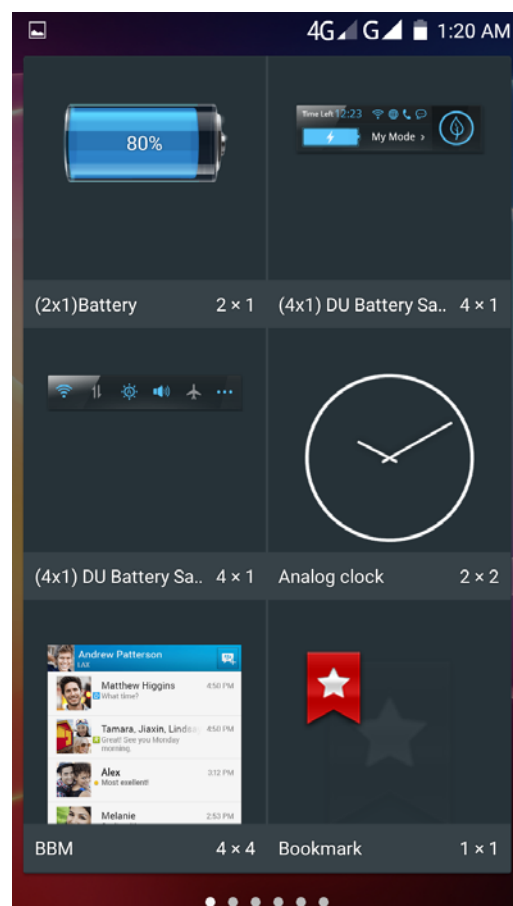 4G G 1:20 AM
80%
Time Left 12:23
My Mode >
(2x1)Battery 2 × 1
(4x1) DU Battery Sa.. 4 × 1
(4x1) DU Battery Sa.. 4 × 1
Analog clock 2 × 2
Andrew Patterson
LAX
Matthew Higgins 4:50 PM
What time?
Tamara, Jiaxin, Lindsay 4:50 PM
Great! See you Monday
morning.
Alex 3:12 PM
Most exellent!
Melanie 2:53 PM
BBM 4 × 4
Bookmark 1 × 1